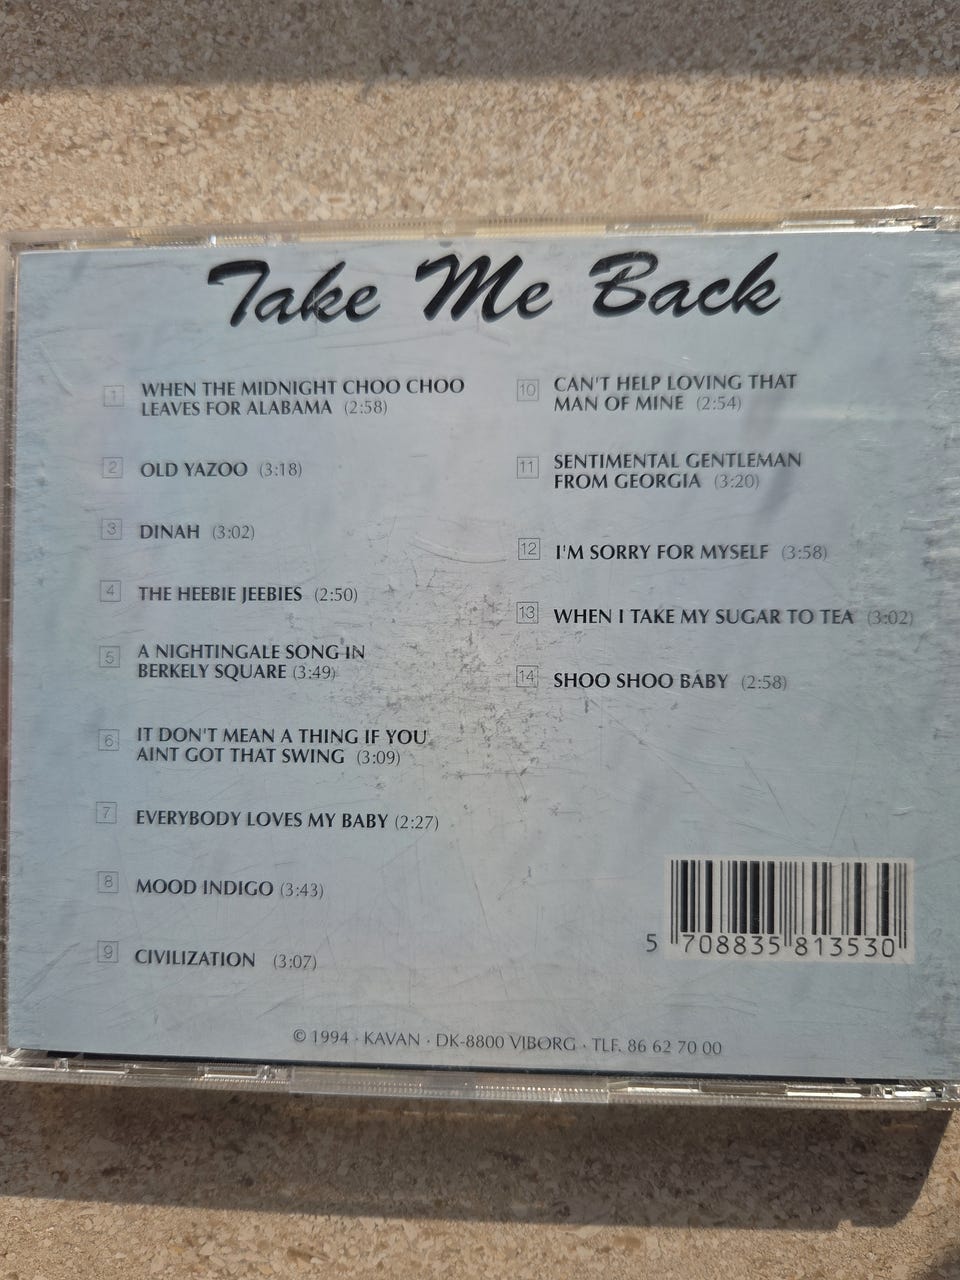 Take Me Back
1 WHEN THE MIDNIGHT CHOO CHOO
LEAVES FOR ALABAMA (2:58)
2 OLD YAZOO (3:18)
3 DINAH (3:02)
4 THE HEEBIE JEEBIES (2:50)
5 A NIGHTINGALE SONG IN
BERKELY SQUARE (3:49)
6 IT DON'T MEAN A THING IF YOU
AINT GOT THAT SWING (3:09)
7 EVERYBODY LOVES MY BABY (2:27)
8 MOOD INDIGO (3:43)
9 CIVILIZATION (3:07)
10 CAN'T HELP LOVING THAT
MAN OF MINE (2:54)
11 SENTIMENTAL GENTLEMAN
FROM GEORGIA (3:20)
12 I'M SORRY FOR MYSELF (3:58)
13 WHEN I TAKE MY SUGAR TO TEA (3:02)
14 SHOO SHOO BABY (2:58)
5 708835 813530
© 1994 · KAVAN · DK-8800 VIBORG · TLF. 86 62 70 00